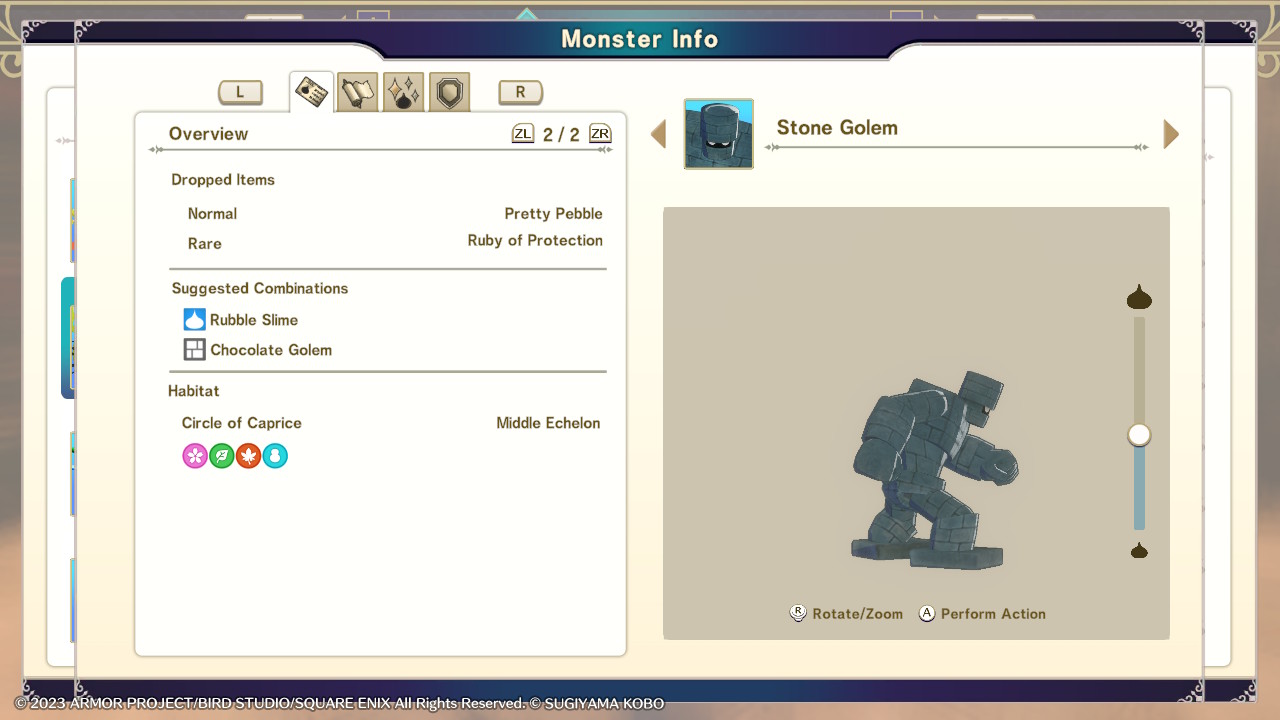 Monster Info
L
R
Overview
ZL 2 / 2 ZR
Stone Golem
Dropped Items
Normal Pretty Pebble
Rare Ruby of Protection
Suggested Combinations
Rubble Slime
Chocolate Golem
Habitat
Circle of Caprice Middle Echelon
R Rotate/Zoom A Perform Action
© 2023 ARMOR PROJECT/BIRD STUDIO/SQUARE ENIX All Rights Reserved. © SUGIYAMA KOBO